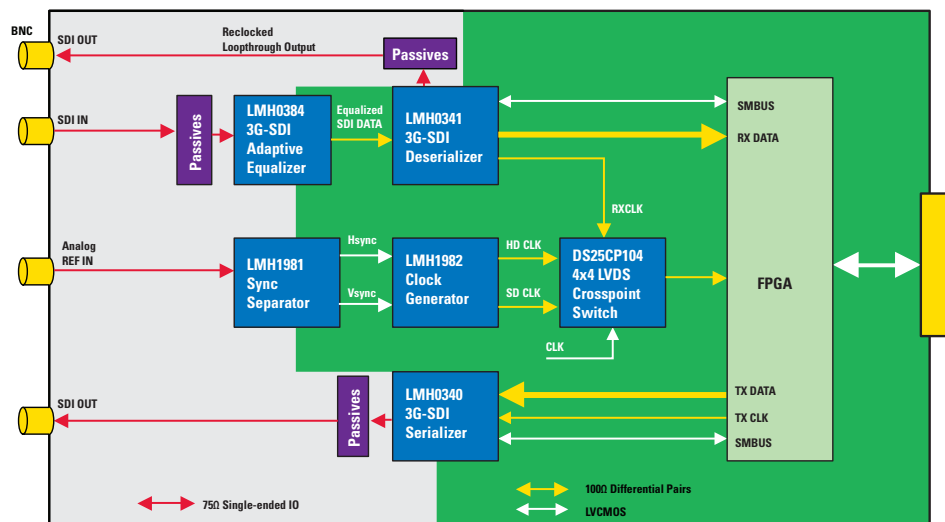 BNC
SDI OUT
Reclocked
Loopthrough Output
Passives
SDI IN
Passives
LMH0384
3G-SDI
Adaptive
Equalizer
Equalized
SDI DATA
LMH0341
3G-SDI
Deserializer
SMBUS
RX DATA
RXCLK
Analog
REF IN
LMH1981
Sync
Separator
Hsync
Vsync
LMH1982
Clock
Generator
HD CLK
SD CLK
DS25CP104
4x4 LVDS
Crosspoint
Switch
CLK
FPGA
SDI OUT
Passives
LMH0340
3G-SDI
Serializer
TX DATA
TX CLK
SMBUS
75Ω Single-ended IO
100Ω Differential Pairs
LVCMOS